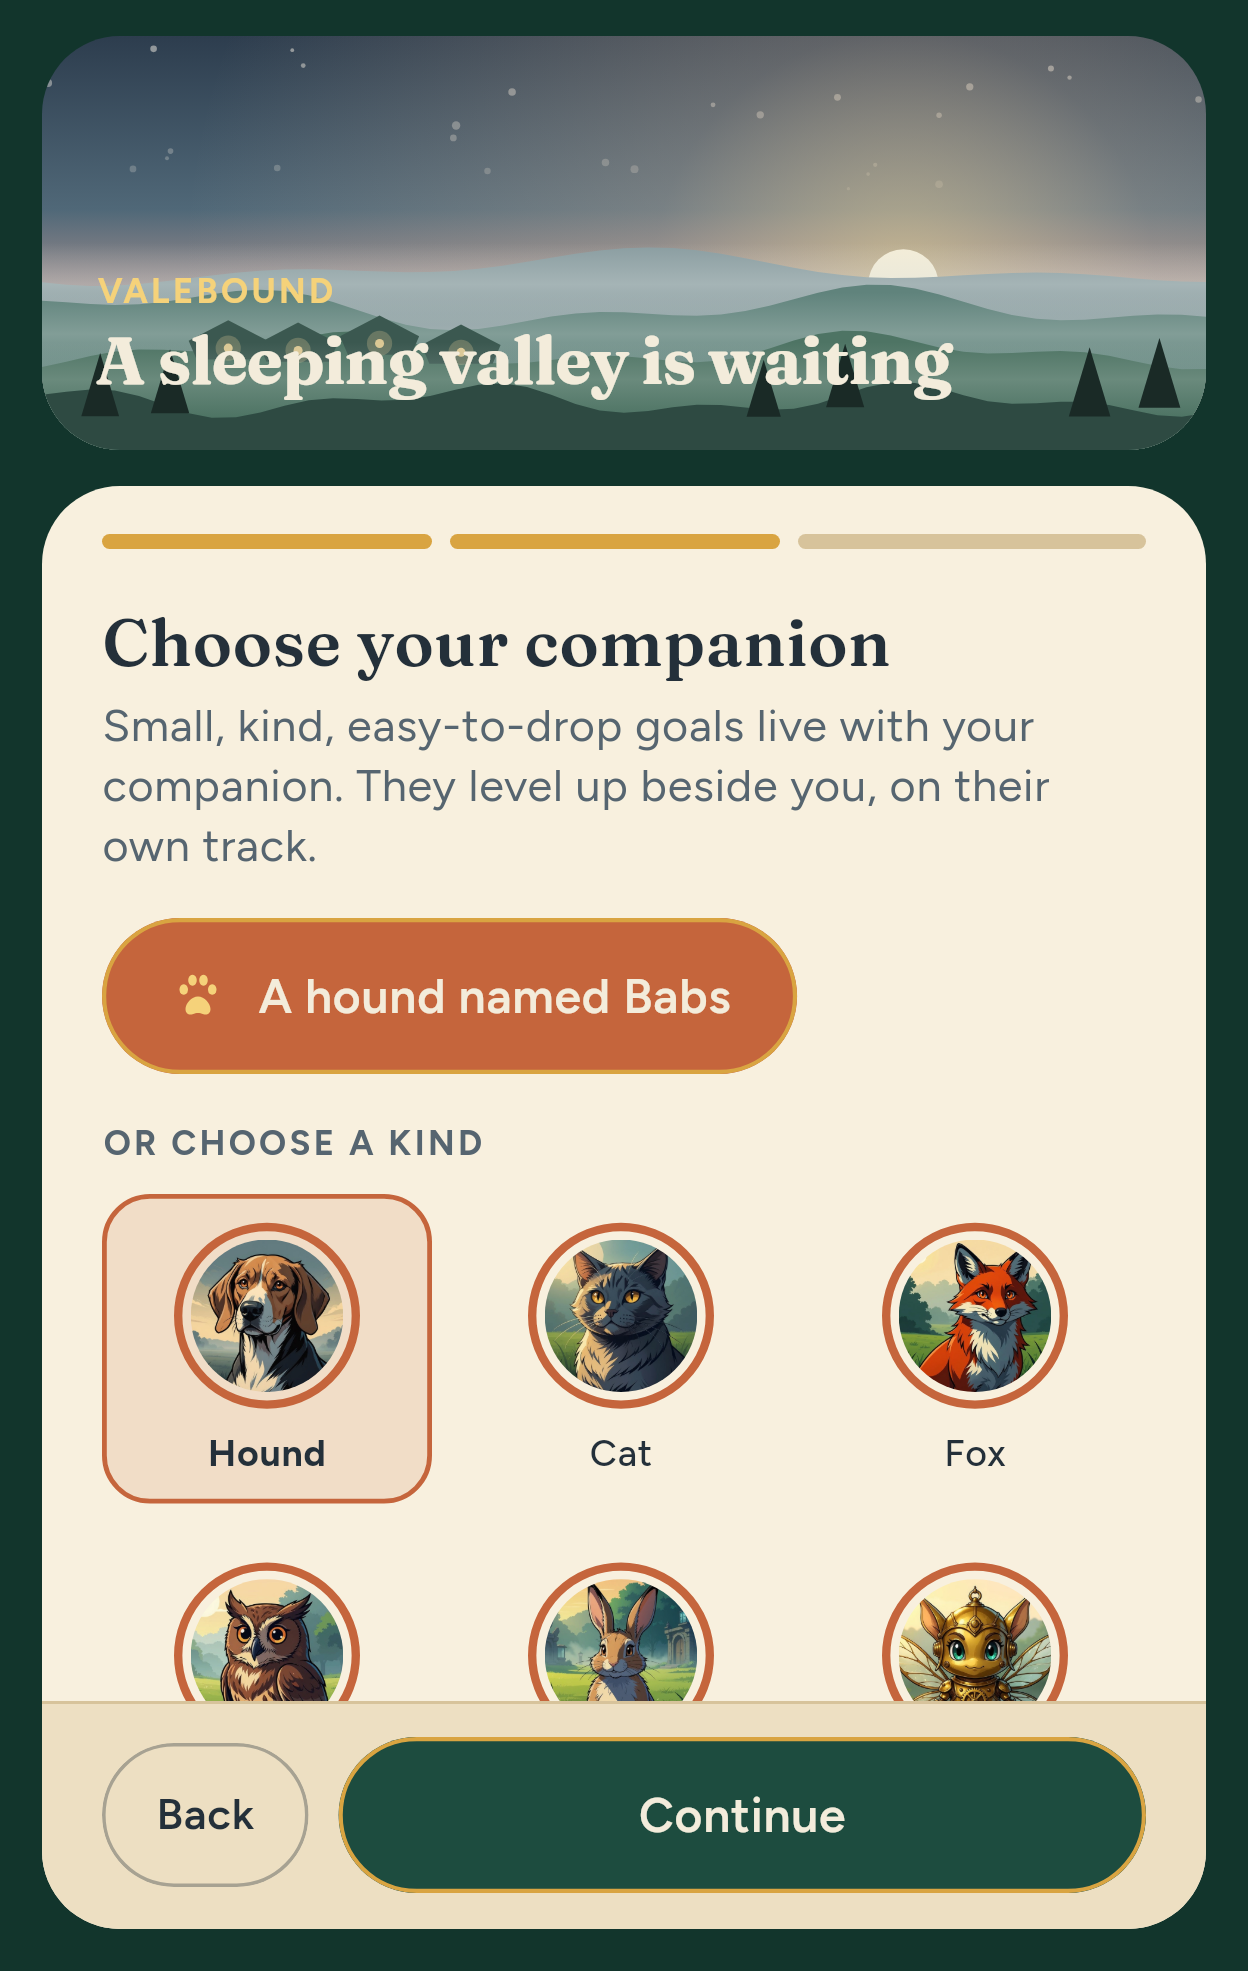 VALEBOUND
A sleeping valley is waiting
Choose your companion
Small, kind, easy-to-drop goals live with your
companion. They level up beside you, on their
own track.
A hound named Babs
OR CHOOSE A KIND
Hound
Cat
Fox
Back
Continue